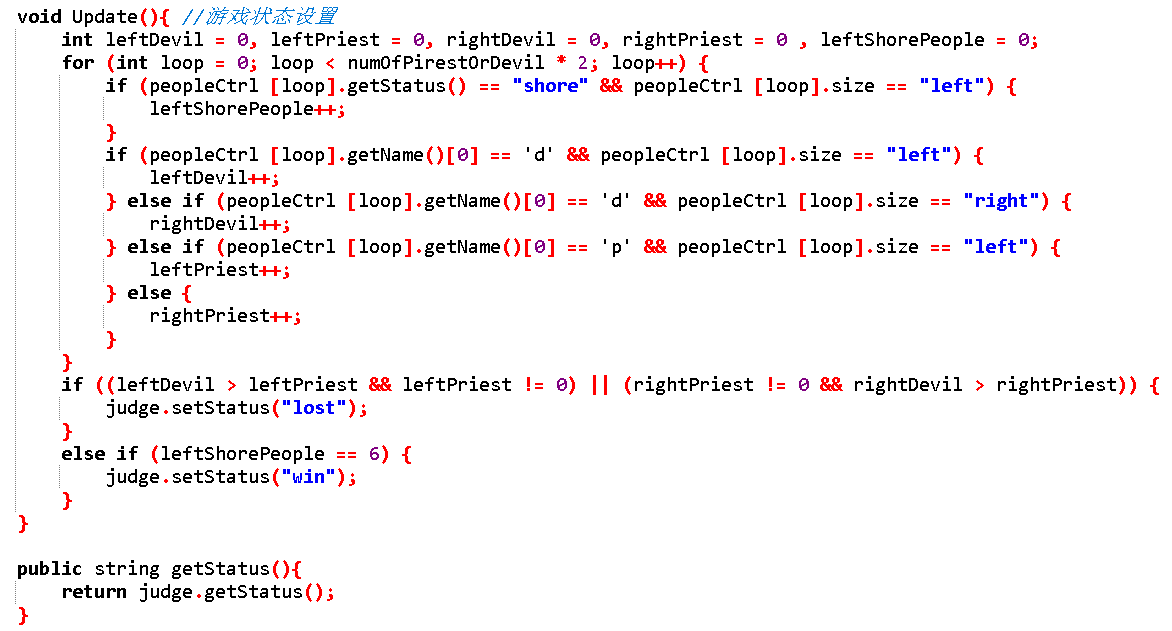 void Update(){ //游戏状态设置
    int leftDevil = 0, leftPriest = 0, rightDevil = 0, rightPriest = 0 , leftShorePeople = 0;
    for (int loop = 0; loop < numOfPirestOrDevil * 2; loop++) {
        if (peopleCtrl [loop].getStatus() == "shore" && peopleCtrl [loop].size == "left") {
            leftShorePeople++;
        }
        if (peopleCtrl [loop].getName()[0] == 'd' && peopleCtrl [loop].size == "left") {
            leftDevil++;
        } else if (peopleCtrl [loop].getName()[0] == 'd' && peopleCtrl [loop].size == "right") {
            rightDevil++;
        } else if (peopleCtrl [loop].getName()[0] == 'p' && peopleCtrl [loop].size == "left") {
            leftPriest++;
        } else {
            rightPriest++;
        }
    }
    if ((leftDevil > leftPriest && leftPriest != 0) || (rightPriest != 0 && rightDevil > rightPriest)) {
        judge.setStatus("lost");
    }
    else if (leftShorePeople == 6) {
        judge.setStatus("win");
    }
}

public string getStatus(){
    return judge.getStatus();
}